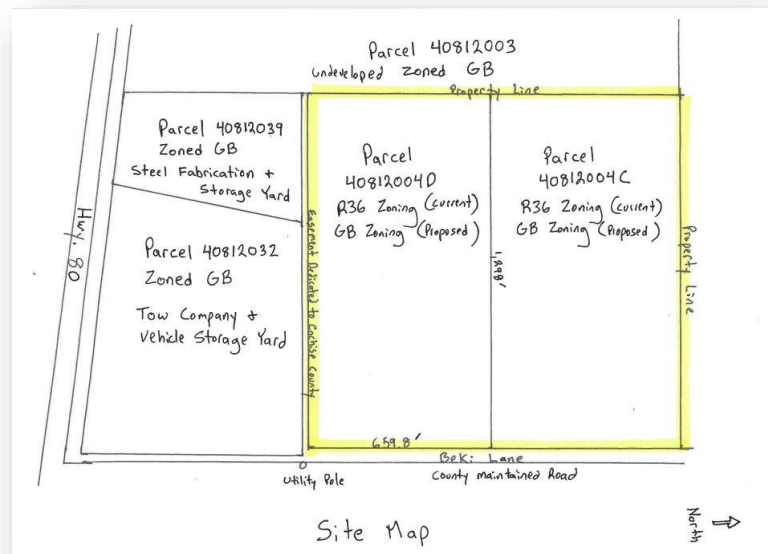 Parcel 40812003
undeveloped Zoned GB
Property Line
Parcel 40812039
Zoned GB
Steel Fabrication +
Storage Yard
Parcel
40812004D
R36 Zoning (current)
GB Zoning (Proposed)
Parcel
40812004C
R36 Zoning (current)
GB Zoning (Proposed)
Hwy. 80
Parcel 40812032
Zoned GB
Tow Company +
Vehicle Storage Yard
Easement Dedicated to Cochise County
1,898'
Property Line
659.8'
Beki Lane
County maintained Road
Utility Pole
Site Map
North